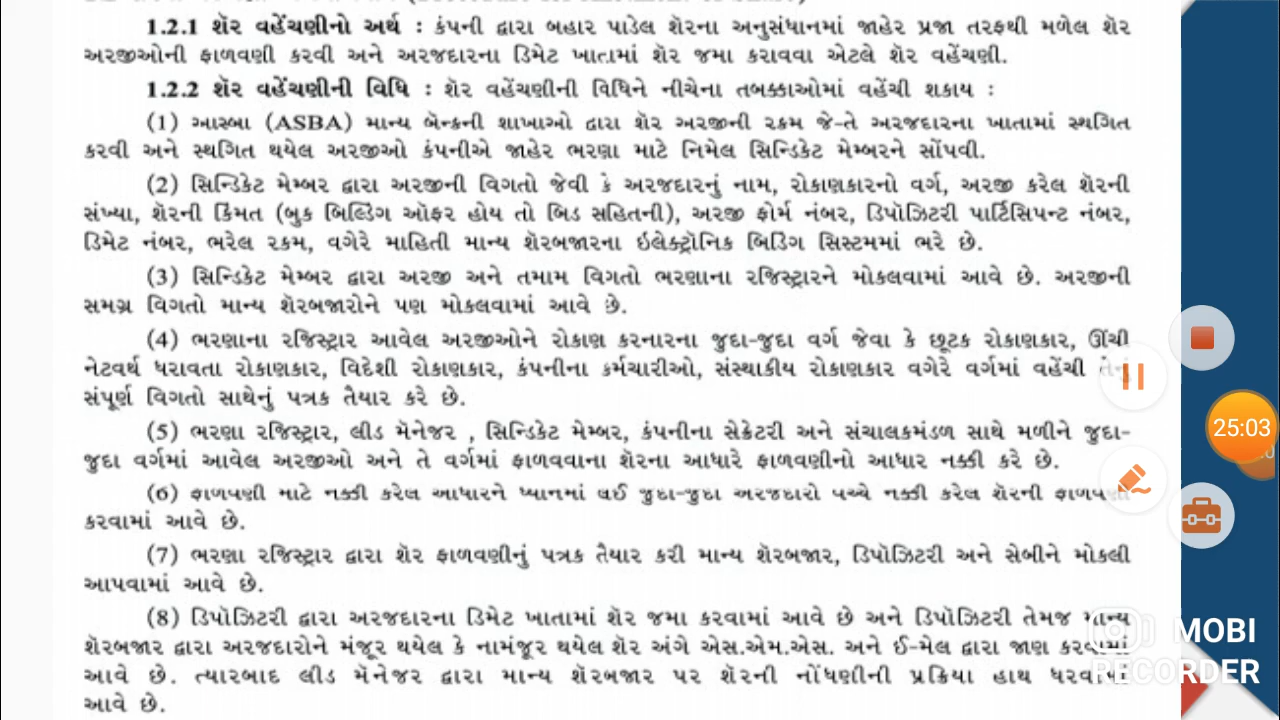 1.2.1 શૅર વહેંચણીનો અર્થ : કંપની દ્વારા બહાર પાડેલ શૅરના અનુસંધાનમાં જાહેર પ્રજા તરફથી મળેલ શૅર
અરજીઓની ફાળવણી કરવી અને અરજદારના ડિમેટ ખાતામાં શૅર જમા કરાવવા એટલે શૅર વહેંચણી.
1.2.2 શૅર વહેંચણીની વિધિ : શૅર વહેંચણીની વિધિને નીચેના તબક્કાઓમાં વહેંચી શકાય :
(1) આસ્બા (ASBA) માન્ય બૅન્કની શાખાઓ દ્વારા શૅર અરજીની રકમ જે-તે અરજદારના ખાતામાં સ્થગિત
કરવી અને સ્થગિત થયેલ અરજીઓ કંપનીએ જાહેર ભરણા માટે નિમેલ સિન્ડિકેટ મેમ્બરને સોંપવી.
(2) સિન્ડિકેટ મેમ્બર દ્વારા અરજીની વિગતો જેવી કે અરજદારનું નામ, રોકાણકારનો વર્ગ, અરજી કરેલ શૅરની
સંખ્યા, શૅરની કિંમત (બુક બિલ્ડિંગ ઑફર હોય તો બિડ સહિતની), અરજી ફોર્મ નંબર, ડિપૉઝિટરી પાર્ટિસિપન્ટ નંબર,
ડિમેટ નંબર, ભરેલ રકમ, વગેરે માહિતી માન્ય શૅરબજારના ઇલેક્ટ્રૉનિક બિડિંગ સિસ્ટમમાં ભરે છે.
(3) સિન્ડિકેટ મેમ્બર દ્વારા અરજી અને તમામ વિગતો ભરણાના રજિસ્ટ્રારને મોકલવામાં આવે છે. અરજીની
સમગ્ર વિગતો માન્ય શૅરબજારોને પણ મોકલવામાં આવે છે.
(4) ભરણાના રજિસ્ટ્રાર આવેલ અરજીઓને રોકાણ કરનારના જુદા-જુદા વર્ગ જેવા કે છૂટક રોકાણકાર, ઊંચી
નેટવર્થ ધરાવતા રોકાણકાર, વિદેશી રોકાણકાર, કંપનીના કર્મચારીઓ, સંસ્થાકીય રોકાણકાર વગેરે વર્ગમાં વહેંચી તેનું
સંપૂર્ણ વિગતો સાથેનું પત્રક તૈયાર કરે છે.
(5) ભરણા રજિસ્ટ્રાર, લીડ મૅનેજર , સિન્ડિકેટ મેમ્બર, કંપનીના સેક્રેટરી અને સંચાલકમંડળ સાથે મળીને જુદા-
જુદા વર્ગમાં આવેલ અરજીઓ અને તે વર્ગમાં ફાળવવાના શૅરના આધારે ફાળવણીનો આધાર નક્કી કરે છે.
(6) ફાળવણી માટે નક્કી કરેલ આધારને ધ્યાનમાં લઈ જુદા-જુદા અરજદારો વચ્ચે નક્કી કરેલ શૅરની ફાળવણી
કરવામાં આવે છે.
(7) ભરણા રજિસ્ટ્રાર દ્વારા શૅર ફાળવણીનું પત્રક તૈયાર કરી માન્ય શૅરબજાર, ડિપૉઝિટરી અને સેબીને મોકલી
આપવામાં આવે છે.
(8) ડિપૉઝિટરી દ્વારા અરજદારના ડિમેટ ખાતામાં શૅર જમા કરવામાં આવે છે અને ડિપૉઝિટરી તેમજ માન્ય
શૅરબજાર દ્વારા અરજદારોને મંજૂર થયેલ કે નામંજૂર થયેલ શૅર અંગે એસ.એમ.એસ. અને ઈ-મેલ દ્વારા જાણ કરવામાં
આવે છે. ત્યારબાદ લીડ મૅનેજર દ્વારા માન્ય શૅરબજાર પર શૅરની નોંધણીની પ્રક્રિયા હાથ ધરવામાં
આવે છે.
25:03
MOBI
RECORDER